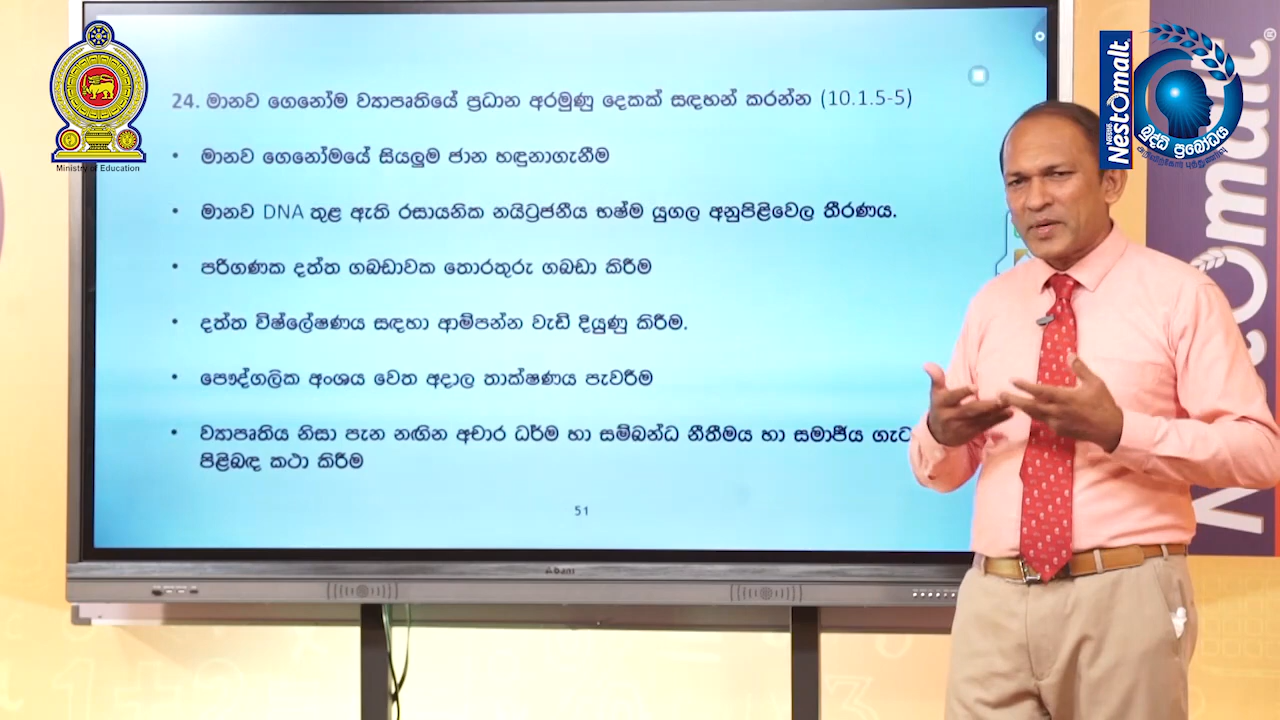 24. මානව ගෙනෝම ව්‍යාපෘතියේ ප්‍රධාන අරමුණු දෙකක් සඳහන් කරන්න (10.1.5-5)
• මානව ගෙනෝමයේ සියලුම ජාන හඳුනාගැනීම
• මානව DNA තුළ ඇති රසායනික නයිට්‍රජනීය භෂ්ම යුගල අනුපිළිවෙල තීරණය.
• පරිගණක දත්ත ගබඩාවක තොරතුරු ගබඩා කිරීම
• දත්ත විෂ්ලේෂණය සඳහා ආම්පන්න වැඩි දියුණු කිරීම.
• පෞද්ගලික අංශය වෙත අදාල තාක්ෂණය පැවරීම
• ව්‍යාපෘතිය නිසා පැන නඟින අචාර ධර්ම හා සම්බන්ධ නීතීමය හා සමාජීය ගැට
පිළිබඳ කථා කිරීම
51
Ministry of Education
Nestlé
Nestomalt
බුද්ධි ප්‍රබෝධය